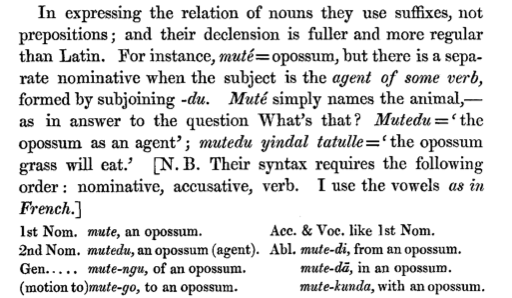 In expressing the relation of nouns they use suffixes, not
prepositions; and their declension is fuller and more regular
than Latin. For instance, muté=opossum, but there is a sepa-
rate nominative when the subject is the agent of some verb,
formed by subjoining -du. Muté simply names the animal,—
as in answer to the question What's that? Mutedu=‘the
opossum as an agent’; mutedu yindal tatulle=‘the opossum
grass will eat.’ [N.B. Their syntax requires the following
order: nominative, accusative, verb. I use the vowels as in
French.]
1st Nom. mute, an opossum. Acc. & Voc. like 1st Nom.
2nd Nom. mutedu, an opossum (agent). Abl. mute-di, from an opossum.
Gen..... mute-ngu, of an opossum. mute-dā, in an opossum.
(motion to)mute-go, to an opossum. mute-kunda, with an opossum.